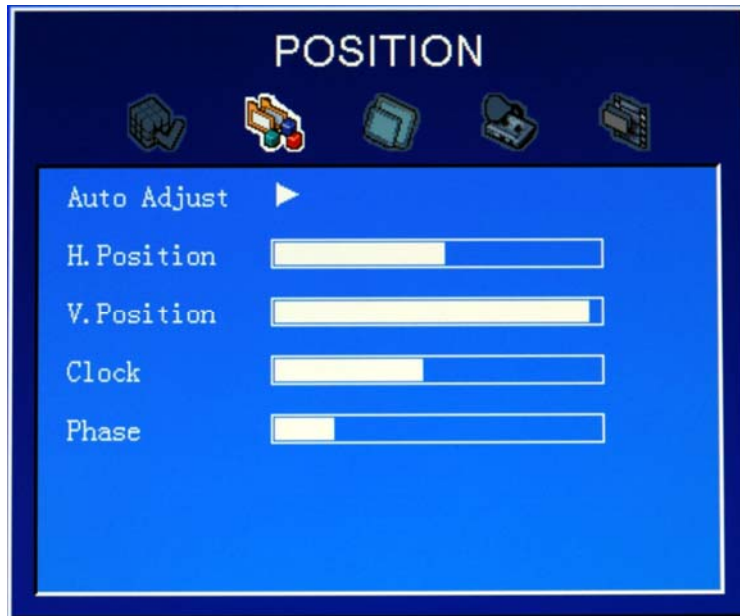 POSITION
Auto Adjust
H.Position
V.Position
Clock
Phase